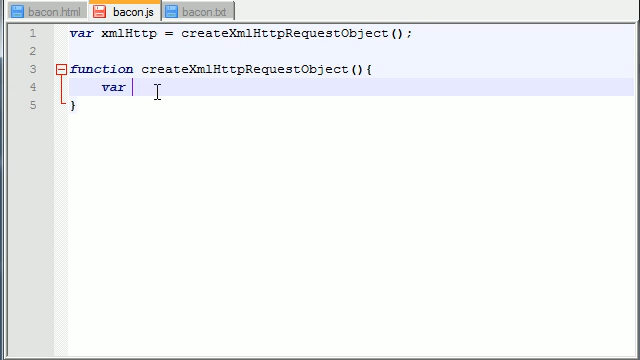 bacon.html bacon.js bacon.txt
1 var xmlHttp = createXmlHttpRequestObject();
2
3 function createXmlHttpRequestObject(){
4 var
5 }